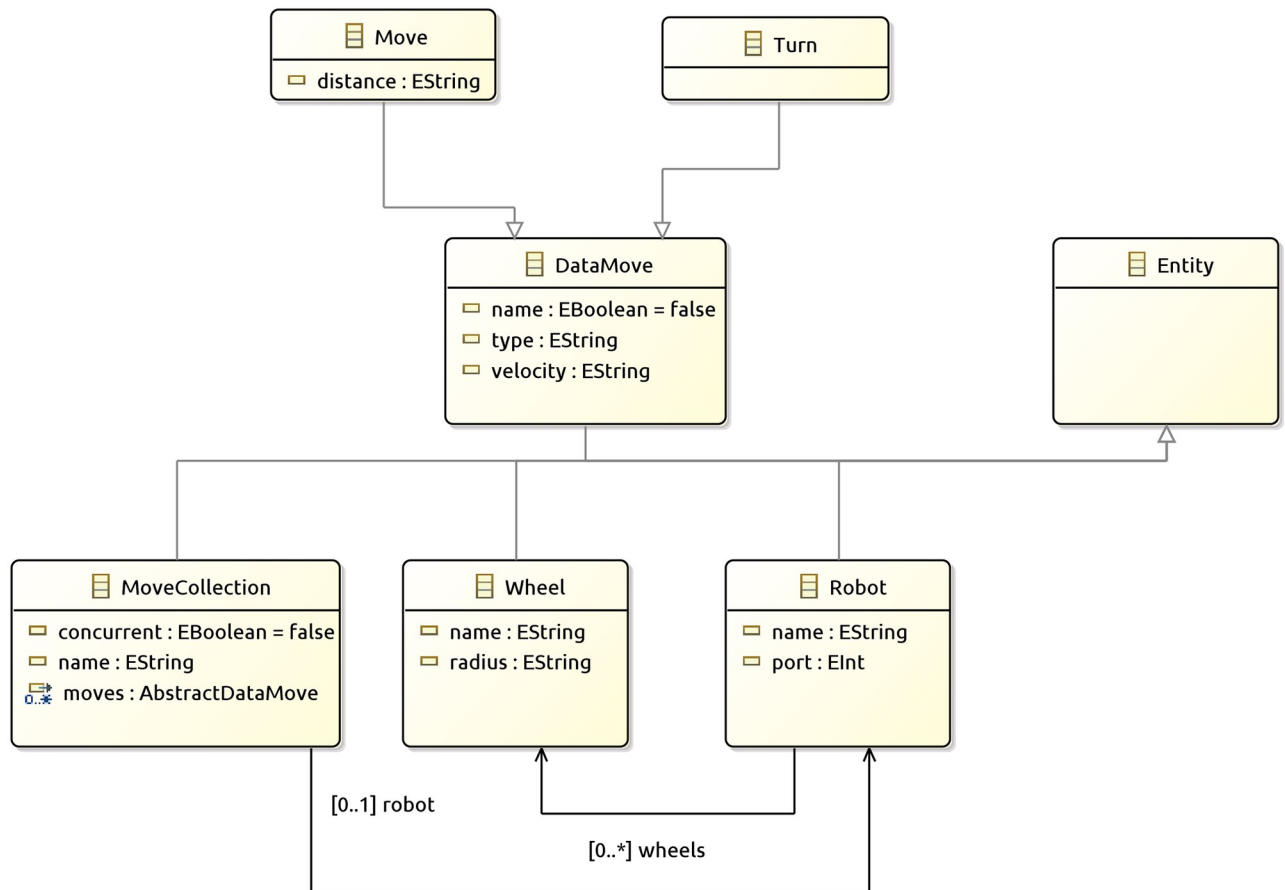 Move
distance : EString
Turn
DataMove
name : EBoolean = false
type : EString
velocity : EString
Entity
MoveCollection
concurrent : EBoolean = false
name : EString
0..*
moves : AbstractDataMove
Wheel
name : EString
radius : EString
Robot
name : EString
port : EInt
[0..1] robot
[0..*] wheels